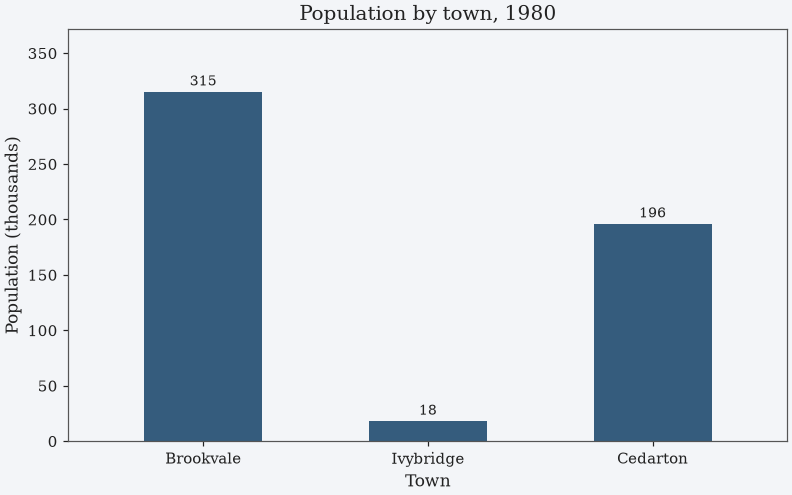 Population by town, 1980
Population (thousands)
350
300
250
200
150
100
50
0
315
18
196
Brookvale
Ivybridge
Cedarton
Town